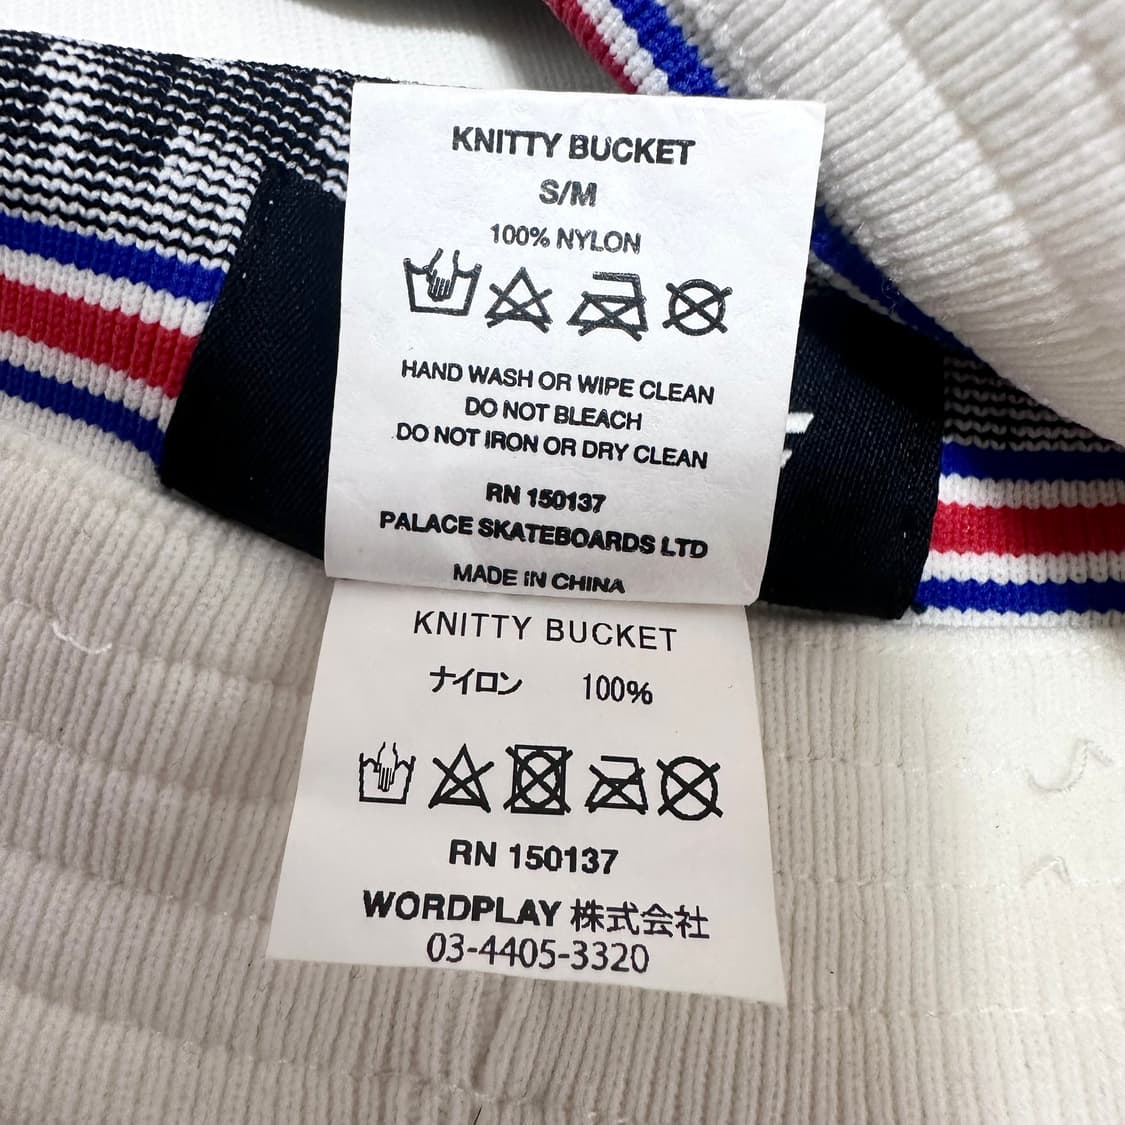 KNITTY BUCKET
S/M
100% NYLON
HAND WASH OR WIPE CLEAN
DO NOT BLEACH
DO NOT IRON OR DRY CLEAN
RN 150137
PALACE SKATEBOARDS LTD
MADE IN CHINA
KNITTY BUCKET
ナイロン 100%
RN 150137
WORDPLAY 株式会社
03-4405-3320